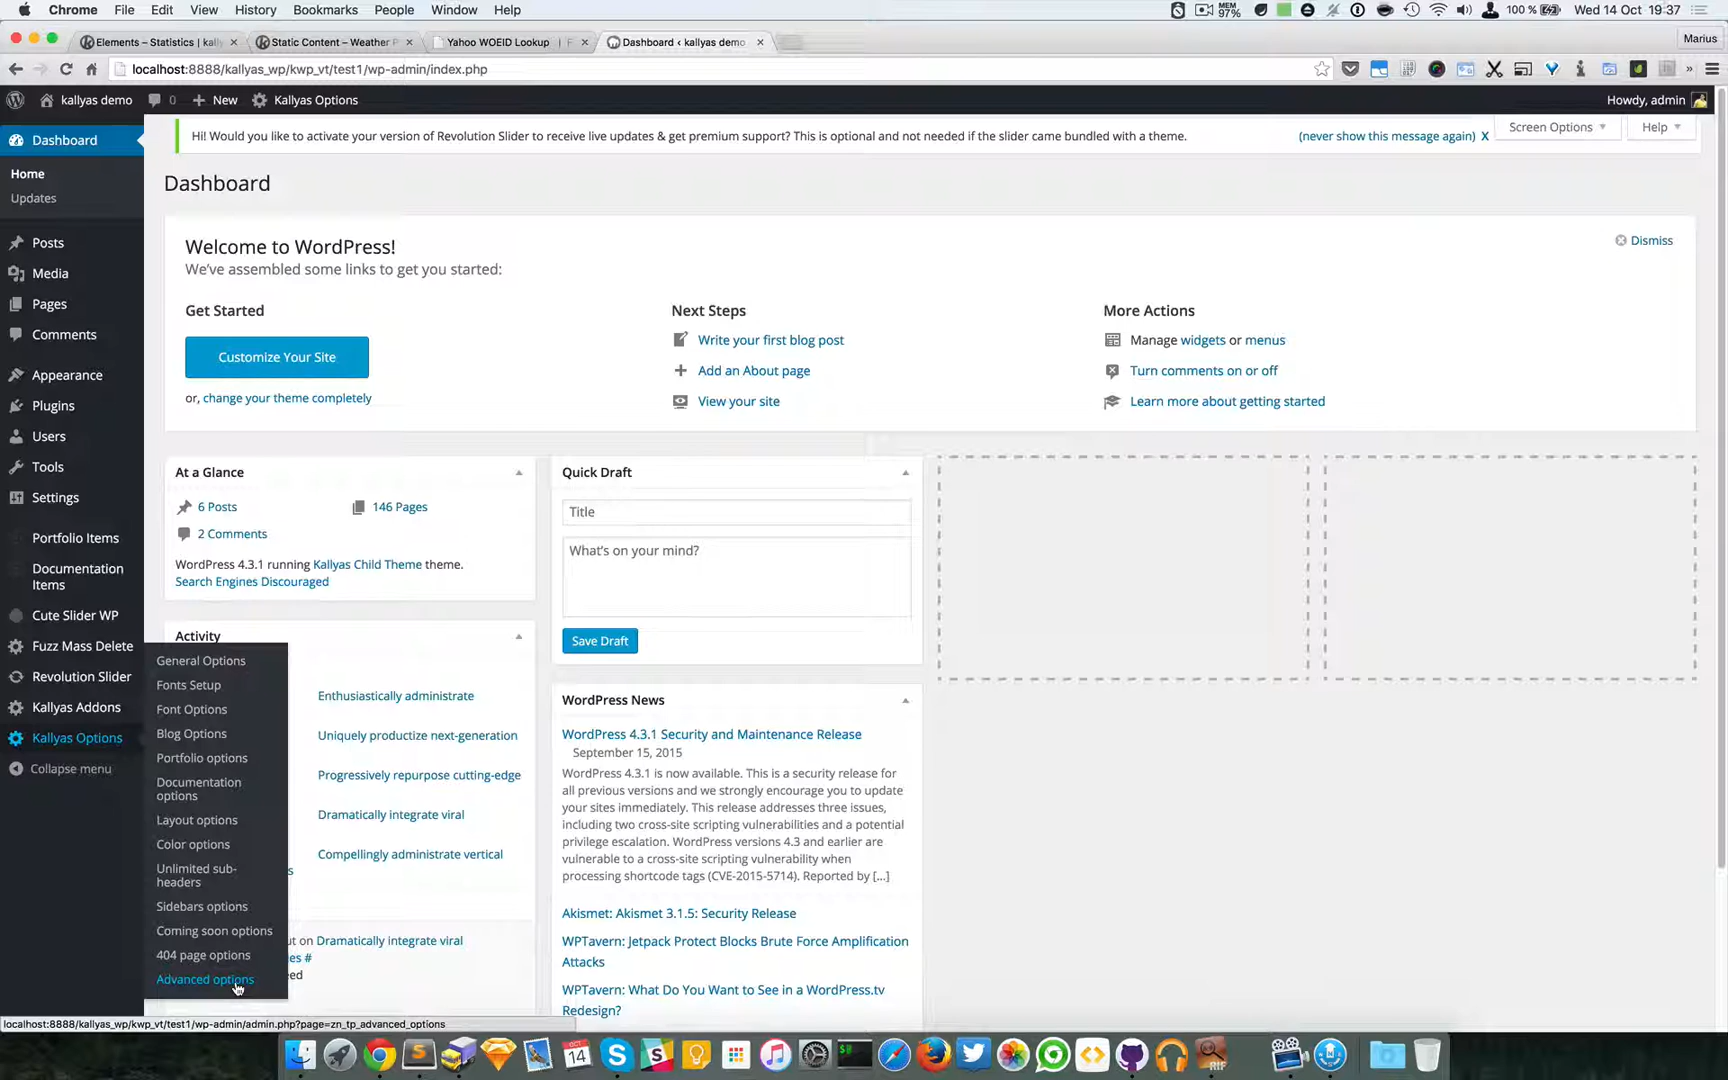 Chrome File Edit View History Bookmarks People Window Help MEM 97% 100 % Wed 14 Oct 19:37
Elements – Statistics | kally Static Content – Weather P Yahoo WOEID Lookup | F Dashboard ‹ kallyas demo Marius
localhost:8888/kallyas_wp/kwp_vt/test1/wp-admin/index.php
kallyas demo 0 New Kallyas Options Howdy, admin
Hi! Would you like to activate your version of Revolution Slider to receive live updates & get premium support? This is optional and not needed if the slider came bundled with a theme. (never show this message again) X
Screen Options Help
Dashboard
Home
Updates
Posts
Media
Pages
Comments
Appearance
Plugins
Users
Tools
Settings
Portfolio Items
Documentation
Items
Cute Slider WP
Fuzz Mass Delete
Revolution Slider
Kallyas Addons
Kallyas Options
Collapse menu
General Options
Fonts Setup
Font Options
Blog Options
Portfolio options
Documentation
options
Layout options
Color options
Unlimited sub-
headers
Sidebars options
Coming soon options
404 page options
Advanced options
Dashboard
Welcome to WordPress!
We've assembled some links to get you started:
Dismiss
Get Started
Customize Your Site
or, change your theme completely
Next Steps
Write your first blog post
Add an About page
View your site
More Actions
Manage widgets or menus
Turn comments on or off
Learn more about getting started
At a Glance
6 Posts 146 Pages
2 Comments
WordPress 4.3.1 running Kallyas Child Theme theme.
Search Engines Discouraged
Activity
Enthusiastically administrate
Uniquely productize next-generation
Progressively repurpose cutting-edge
Dramatically integrate viral
Compellingly administrate vertical
s
ut on Dramatically integrate viral
es #
eed
Quick Draft
Title
What's on your mind?
Save Draft
WordPress News
WordPress 4.3.1 Security and Maintenance Release
September 15, 2015
WordPress 4.3.1 is now available. This is a security release for
all previous versions and we strongly encourage you to update
your sites immediately. This release addresses three issues,
including two cross-site scripting vulnerabilities and a potential
privilege escalation. WordPress versions 4.3 and earlier are
vulnerable to a cross-site scripting vulnerability when
processing shortcode tags (CVE-2015-5714). Reported by [...]
Akismet: Akismet 3.1.5: Security Release
WPTavern: Jetpack Protect Blocks Brute Force Amplification
Attacks
WPTavern: What Do You Want to See in a WordPress.tv
Redesign?
localhost:8888/kallyas_wp/kwp_vt/test1/wp-admin/admin.php?page=zn_tp_advanced_options
14
RIF